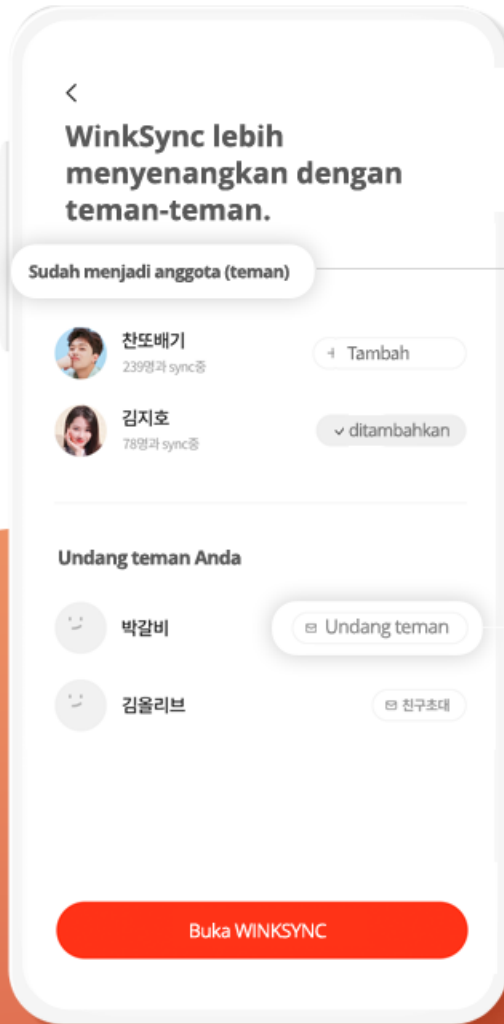 WinkSync lebih
menyenangkan dengan
teman-teman.
Sudah menjadi anggota (teman)
찬또배기
239명과 sync중
Tambah
김지호
78명과 sync중
ditambahkan
Undang teman Anda
박갈비
Undang teman
김올리브
친구초대
Buka WINKSYNC